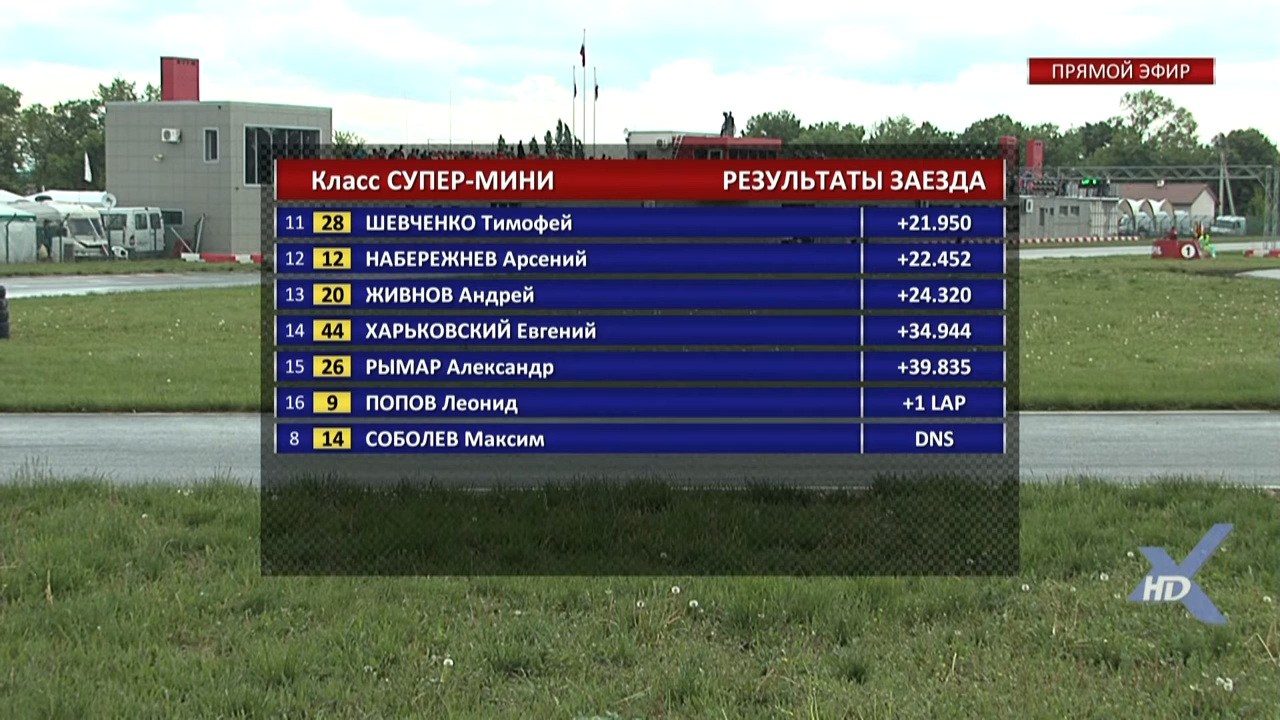 ПРЯМОЙ ЭФИР
Класс СУПЕР-МИНИ РЕЗУЛЬТАТЫ ЗАЕЗДА
11 28 ШЕВЧЕНКО Тимофей +21.950
12 12 НАБЕРЕЖНЕВ Арсений +22.452
13 20 ЖИВНОВ Андрей +24.320
14 44 ХАРЬКОВСКИЙ Евгений +34.944
15 26 РЫМАР Александр +39.835
16 9 ПОПОВ Леонид +1 LAP
8 14 СОБОЛЕВ Максим DNS
1
X HD